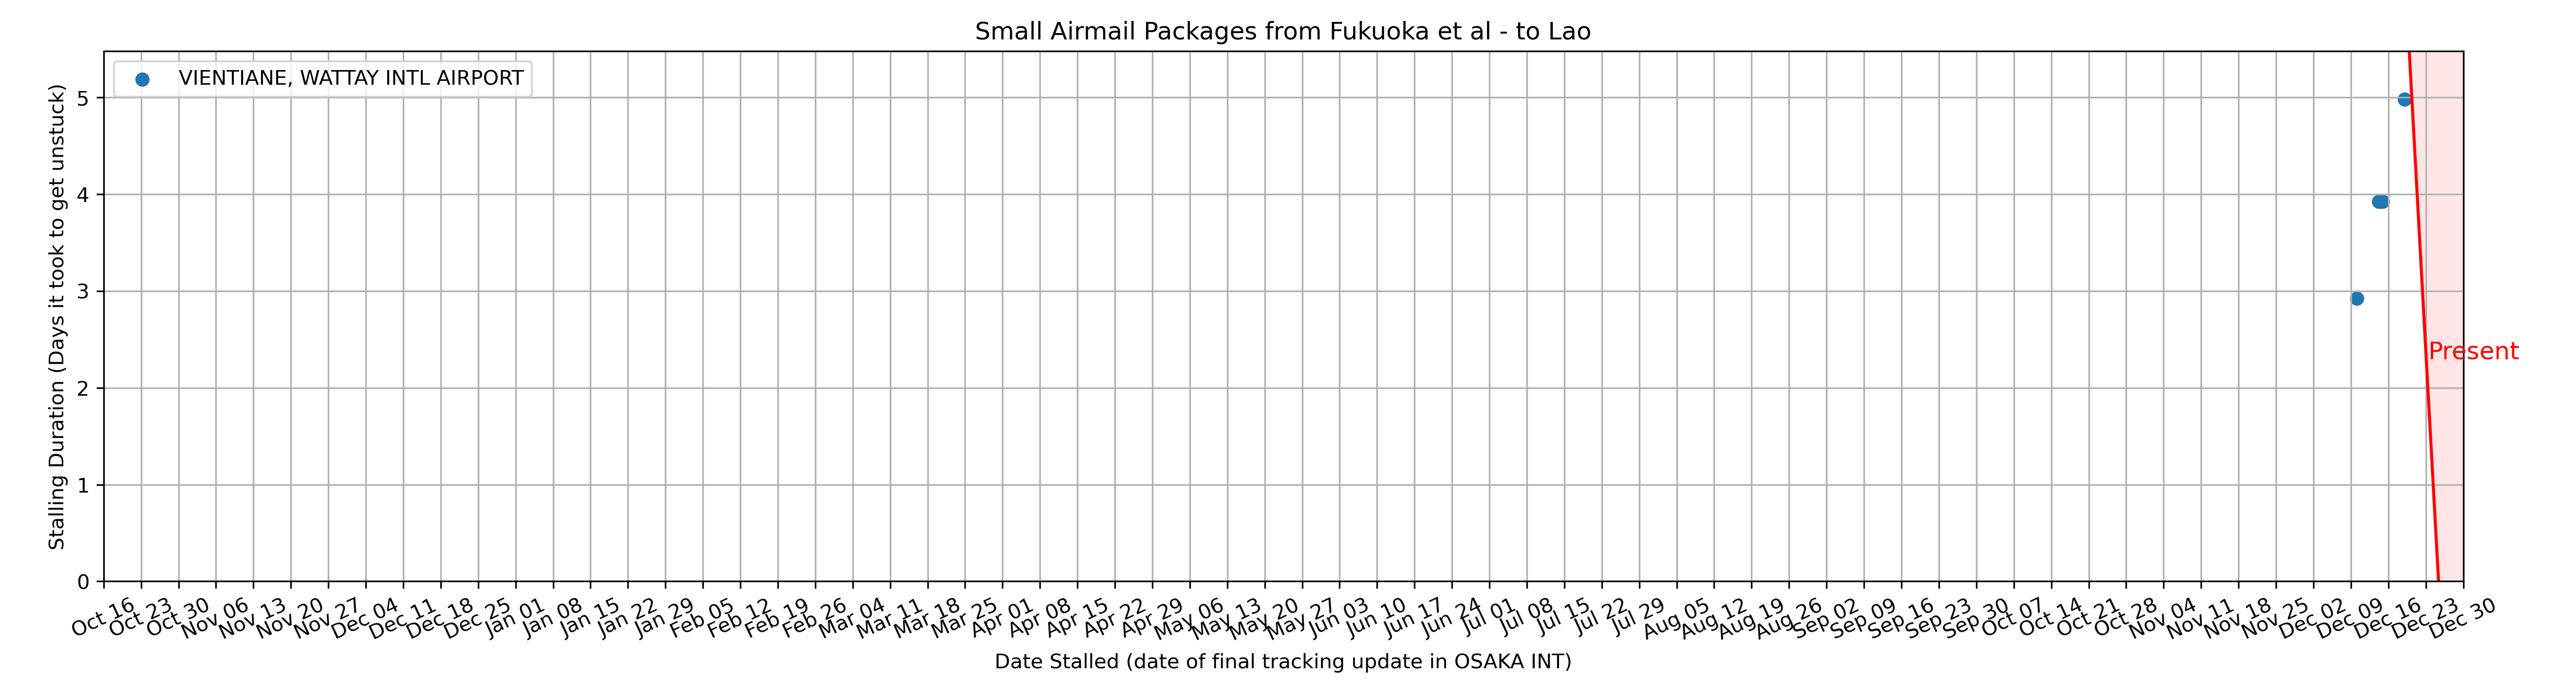 Small Airmail Packages from Fukuoka et al - to Lao
VIENTIANE, WATTAY INTL AIRPORT
Stalling Duration (Days it took to get unstuck)
5
4
3
2
1
0
Present
Oct 16
Oct 23
Oct 30
Nov 06
Nov 13
Nov 20
Nov 27
Dec 04
Dec 11
Dec 18
Dec 25
Jan 01
Jan 08
Jan 15
Jan 22
Jan 29
Feb 05
Feb 12
Feb 19
Feb 26
Mar 04
Mar 11
Mar 18
Mar 25
Apr 01
Apr 08
Apr 15
Apr 22
Apr 29
May 06
May 13
May 20
May 27
Jun 03
Jun 10
Jun 17
Jun 24
Jul 01
Jul 08
Jul 15
Jul 22
Jul 29
Aug 05
Aug 12
Aug 19
Aug 26
Sep 02
Sep 09
Sep 16
Sep 23
Sep 30
Oct 07
Oct 14
Oct 21
Oct 28
Nov 04
Nov 11
Nov 18
Nov 25
Dec 02
Dec 09
Dec 16
Dec 23
Dec 30
Date Stalled (date of final tracking update in OSAKA INT)